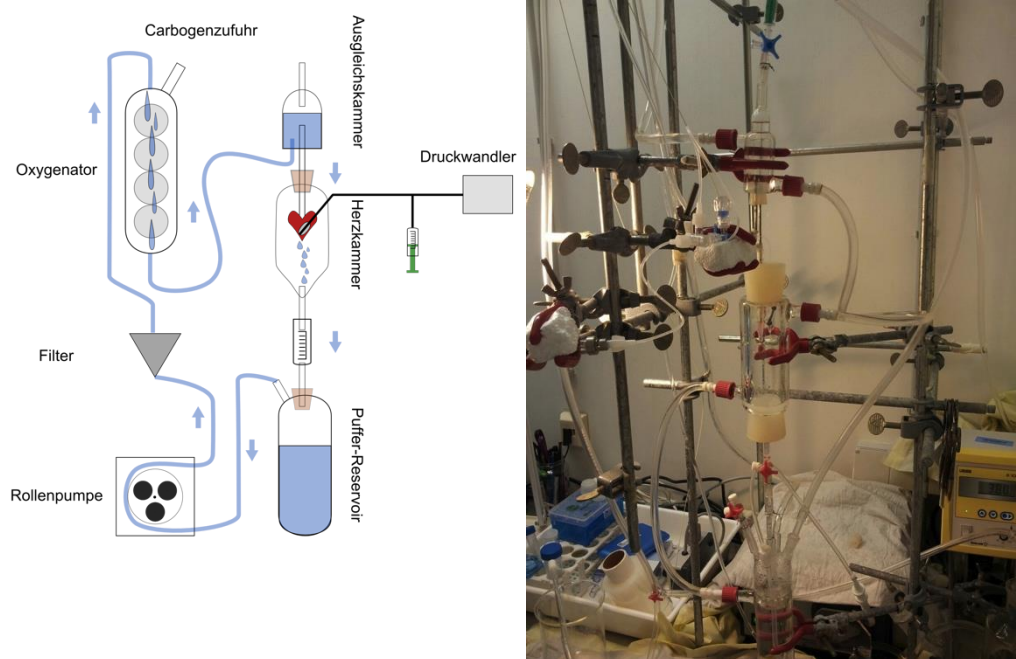 Carbogenzufuhr
Ausgleichskammer
Druckwandler
Oxygenator
Herzkammer
Filter
Puffer-Reservoir
Rollenpumpe